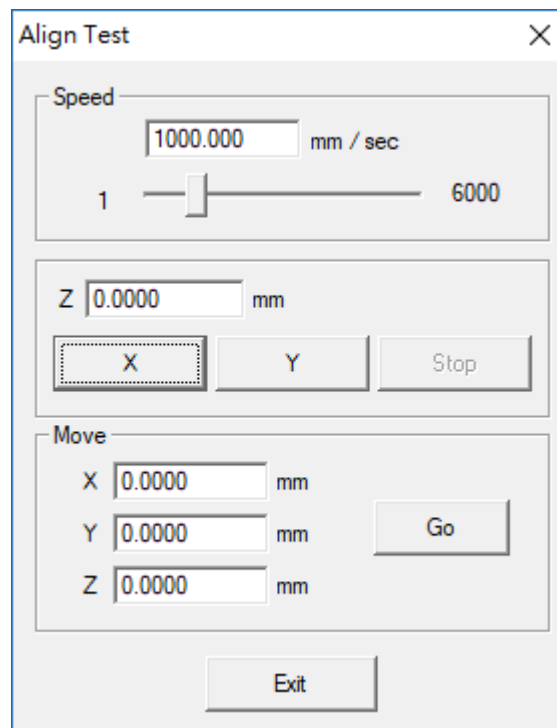 Align Test
Speed
1000.000 mm / sec
1 6000
Z 0.0000 mm
X Y Stop
Move
X 0.0000 mm
Y 0.0000 mm
Go
Z 0.0000 mm
Exit